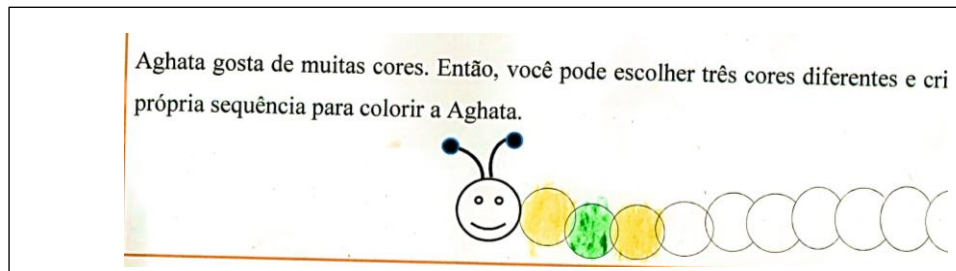 Aghata gosta de muitas cores. Então, você pode escolher três cores diferentes e cri
própria sequência para colorir a Aghata.